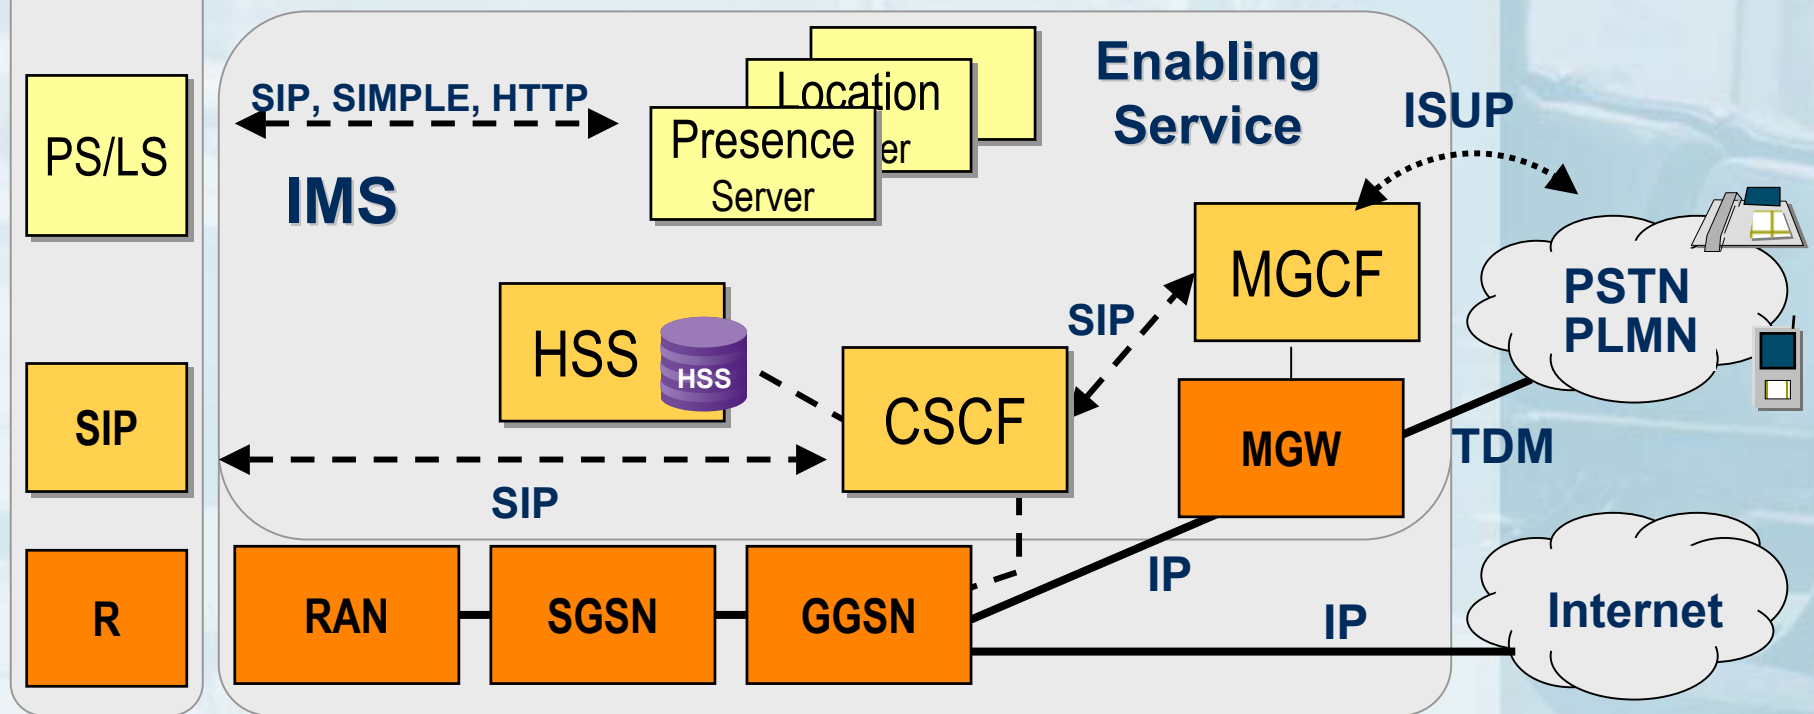 PS/LS
SIP
R
SIP, SIMPLE, HTTP
IMS
Location
er
Presence
Server
Enabling
Service
ISUP
HSS
HSS
CSCF
SIP
MGCF
SIP
MGW
TDM
PSTN
PLMN
RAN
SGSN
GGSN
IP
IP
Internet